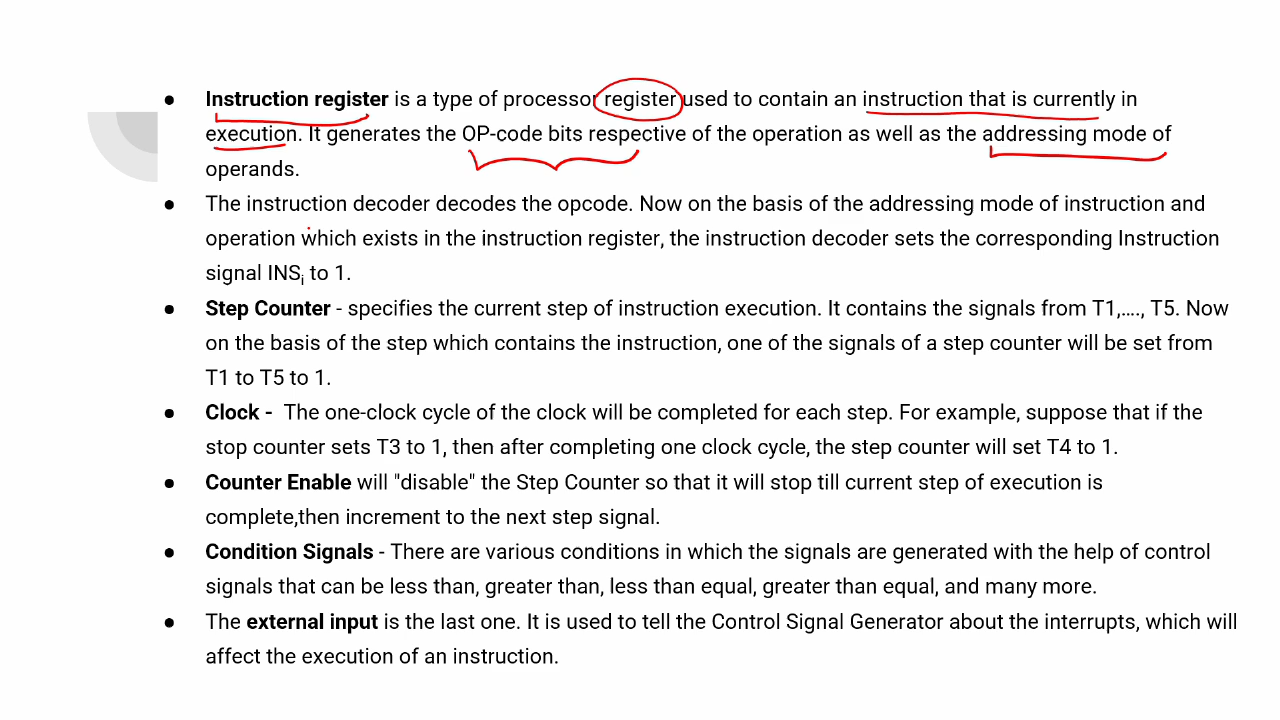 ● Instruction register is a type of processor register used to contain an instruction that is currently in
execution. It generates the OP-code bits respective of the operation as well as the addressing mode of
operands.
● The instruction decoder decodes the opcode. Now on the basis of the addressing mode of instruction and
operation which exists in the instruction register, the instruction decoder sets the corresponding Instruction
signal INSi to 1.
● Step Counter - specifies the current step of instruction execution. It contains the signals from T1,...., T5. Now
on the basis of the step which contains the instruction, one of the signals of a step counter will be set from
T1 to T5 to 1.
● Clock - The one-clock cycle of the clock will be completed for each step. For example, suppose that if the
stop counter sets T3 to 1, then after completing one clock cycle, the step counter will set T4 to 1.
● Counter Enable will "disable" the Step Counter so that it will stop till current step of execution is
complete,then increment to the next step signal.
● Condition Signals - There are various conditions in which the signals are generated with the help of control
signals that can be less than, greater than, less than equal, greater than equal, and many more.
● The external input is the last one. It is used to tell the Control Signal Generator about the interrupts, which will
affect the execution of an instruction.